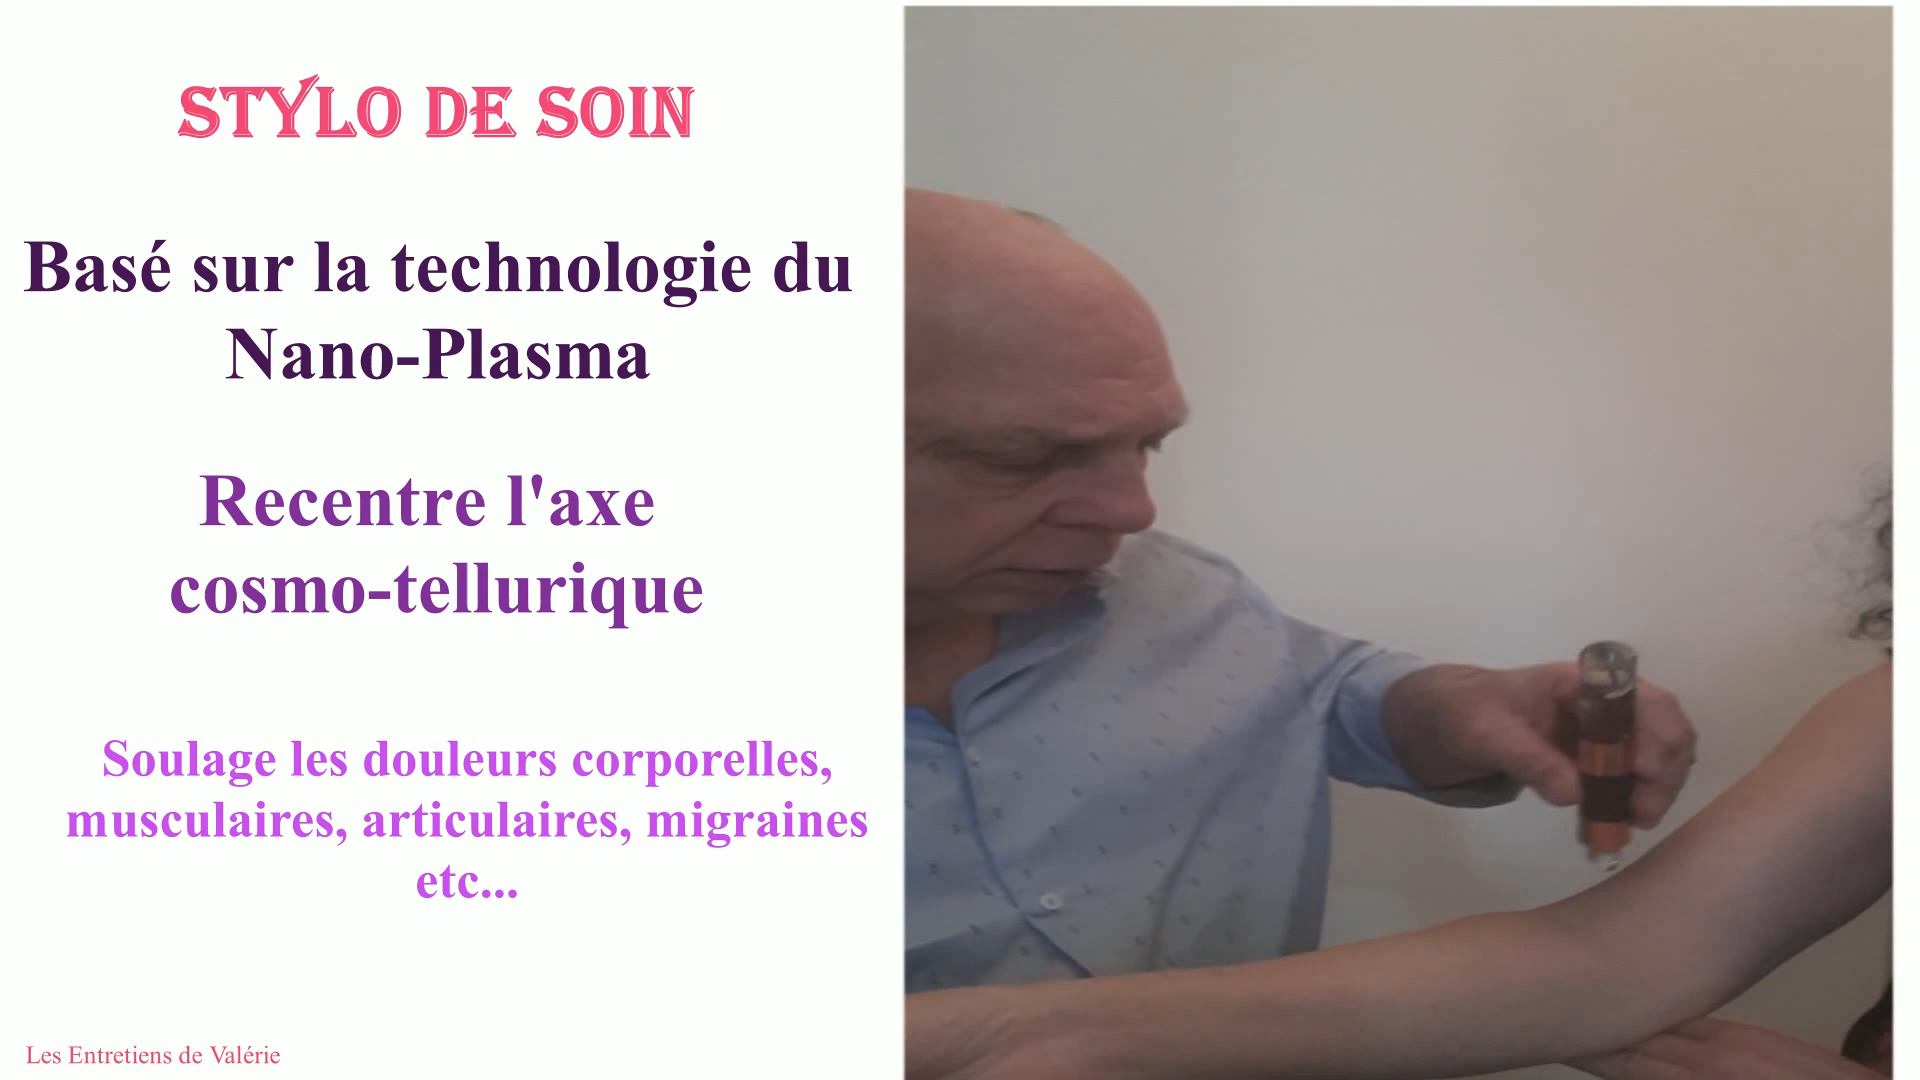 STYLO DE SOIN
Basé sur la technologie du
Nano-Plasma
Recentre l'axe
cosmo-tellurique
Soulage les douleurs corporelles,
musculaires, articulaires, migraines
etc...
Les Entretiens de Valérie